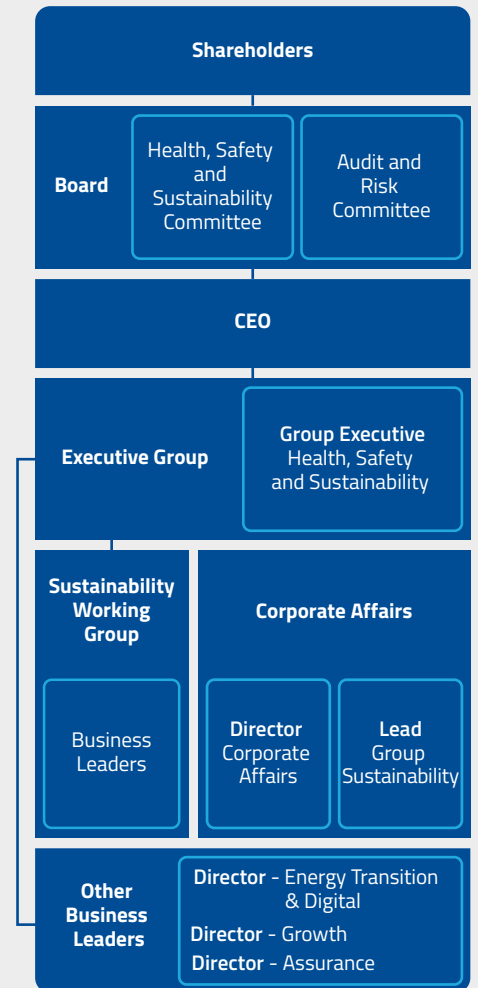 Shareholders
Board
Health, Safety
and
Sustainability
Committee
Audit and
Risk
Committee
CEO
Executive Group
Group Executive
Health, Safety
and Sustainability
Sustainability
Working
Group
Business
Leaders
Corporate Affairs
Director
Corporate
Affairs
Lead
Group
Sustainability
Other
Business
Leaders
Director - Energy Transition
& Digital
Director - Growth
Director - Assurance